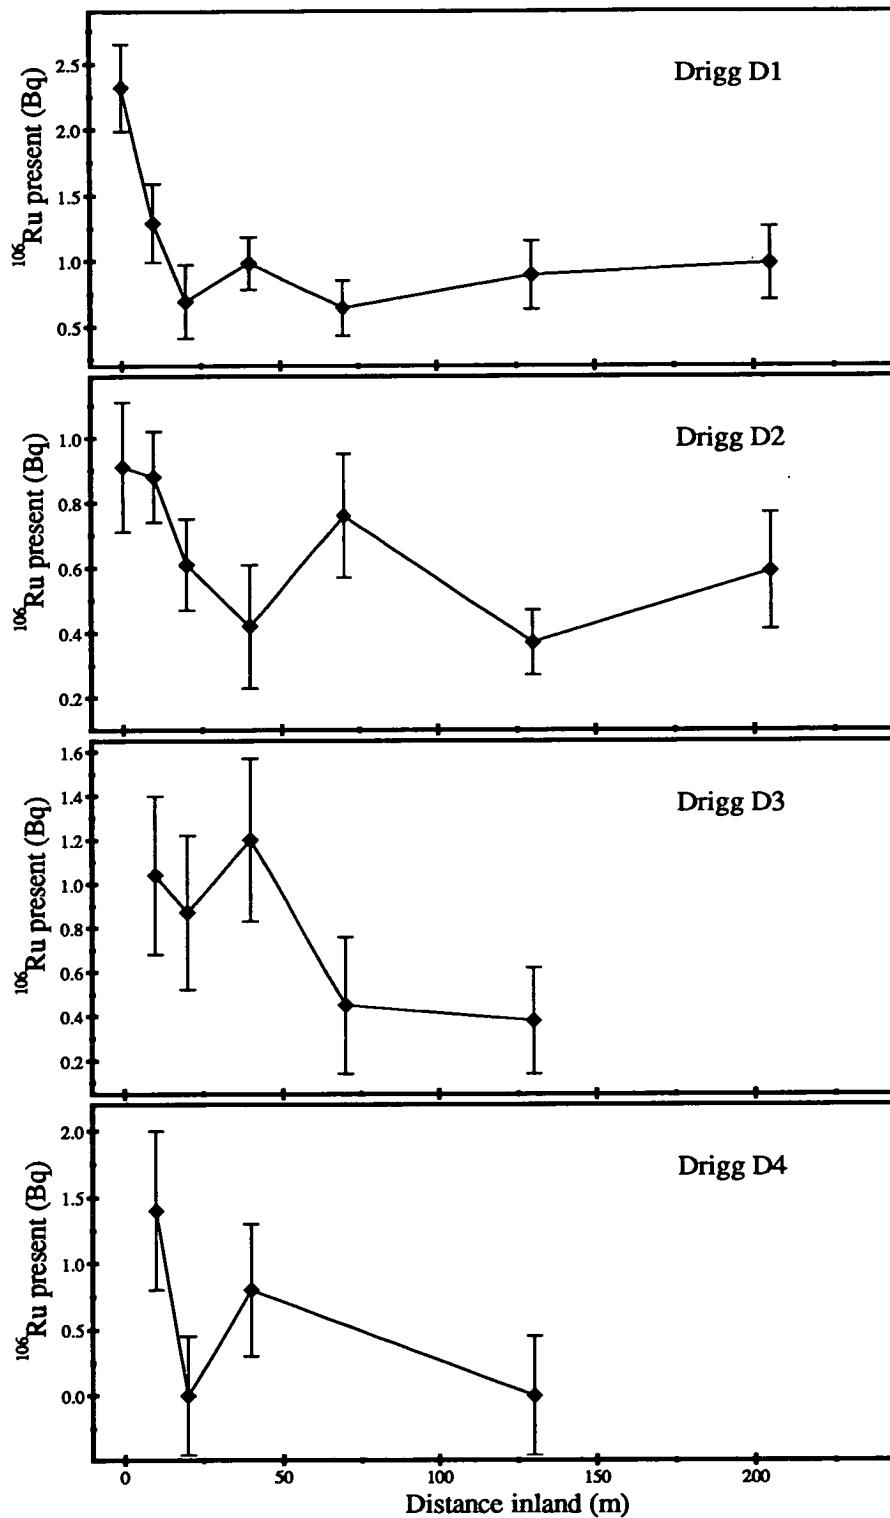 Drigg D1
106Ru present (Bq)
2.5
2.0
1.5
1.0
0.5
Drigg D2
106Ru present (Bq)
1.0
0.8
0.6
0.4
0.2
Drigg D3
106Ru present (Bq)
1.6
1.4
1.2
1.0
0.8
0.6
0.4
0.2
Drigg D4
106Ru present (Bq)
2.0
1.5
1.0
0.5
0.0
0 50 100 150 200
Distance inland (m)